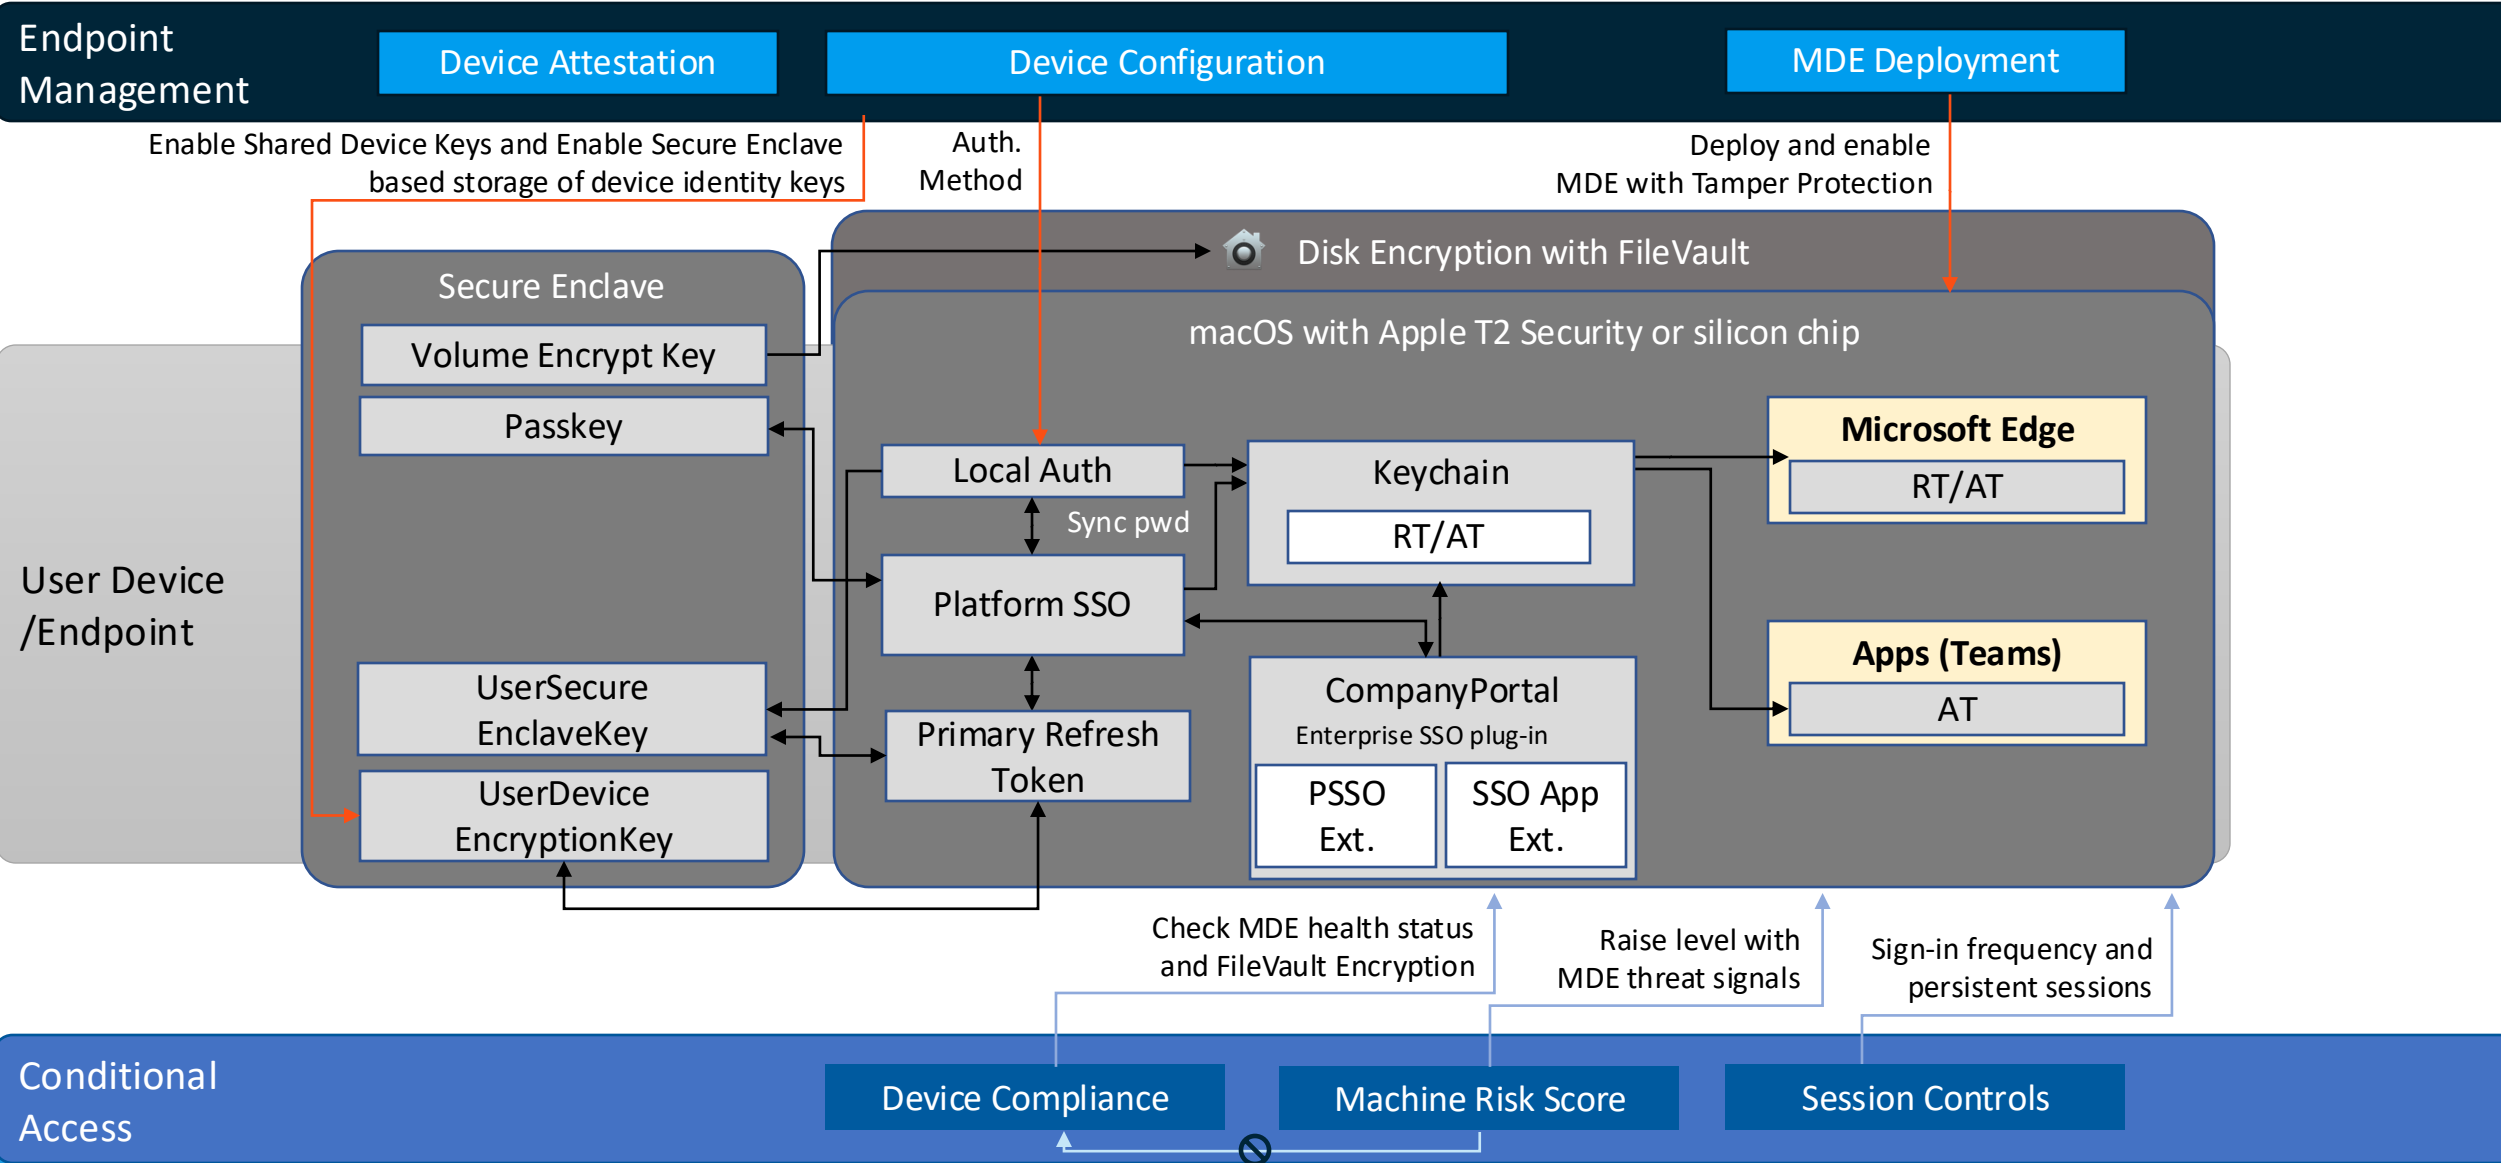 Endpoint
Management
Device Attestation
Device Configuration
MDE Deployment
Enable Shared Device Keys and Enable Secure Enclave
based storage of device identity keys
Auth.
Method
Deploy and enable
MDE with Tamper Protection
Disk Encryption with FileVault
Secure Enclave
macOS with Apple T2 Security or silicon chip
Volume Encrypt Key
Passkey
User Device
/Endpoint
UserSecure
EnclaveKey
UserDevice
EncryptionKey
Local Auth
Sync pwd
Platform SSO
Primary Refresh
Token
Keychain
RT/AT
CompanyPortal
Enterprise SSO plug-in
PSSO
Ext.
SSO App
Ext.
Microsoft Edge
RT/AT
Apps (Teams)
AT
Check MDE health status
and FileVault Encryption
Raise level with
MDE threat signals
Sign-in frequency and
persistent sessions
Conditional
Access
Device Compliance
Machine Risk Score
Session Controls